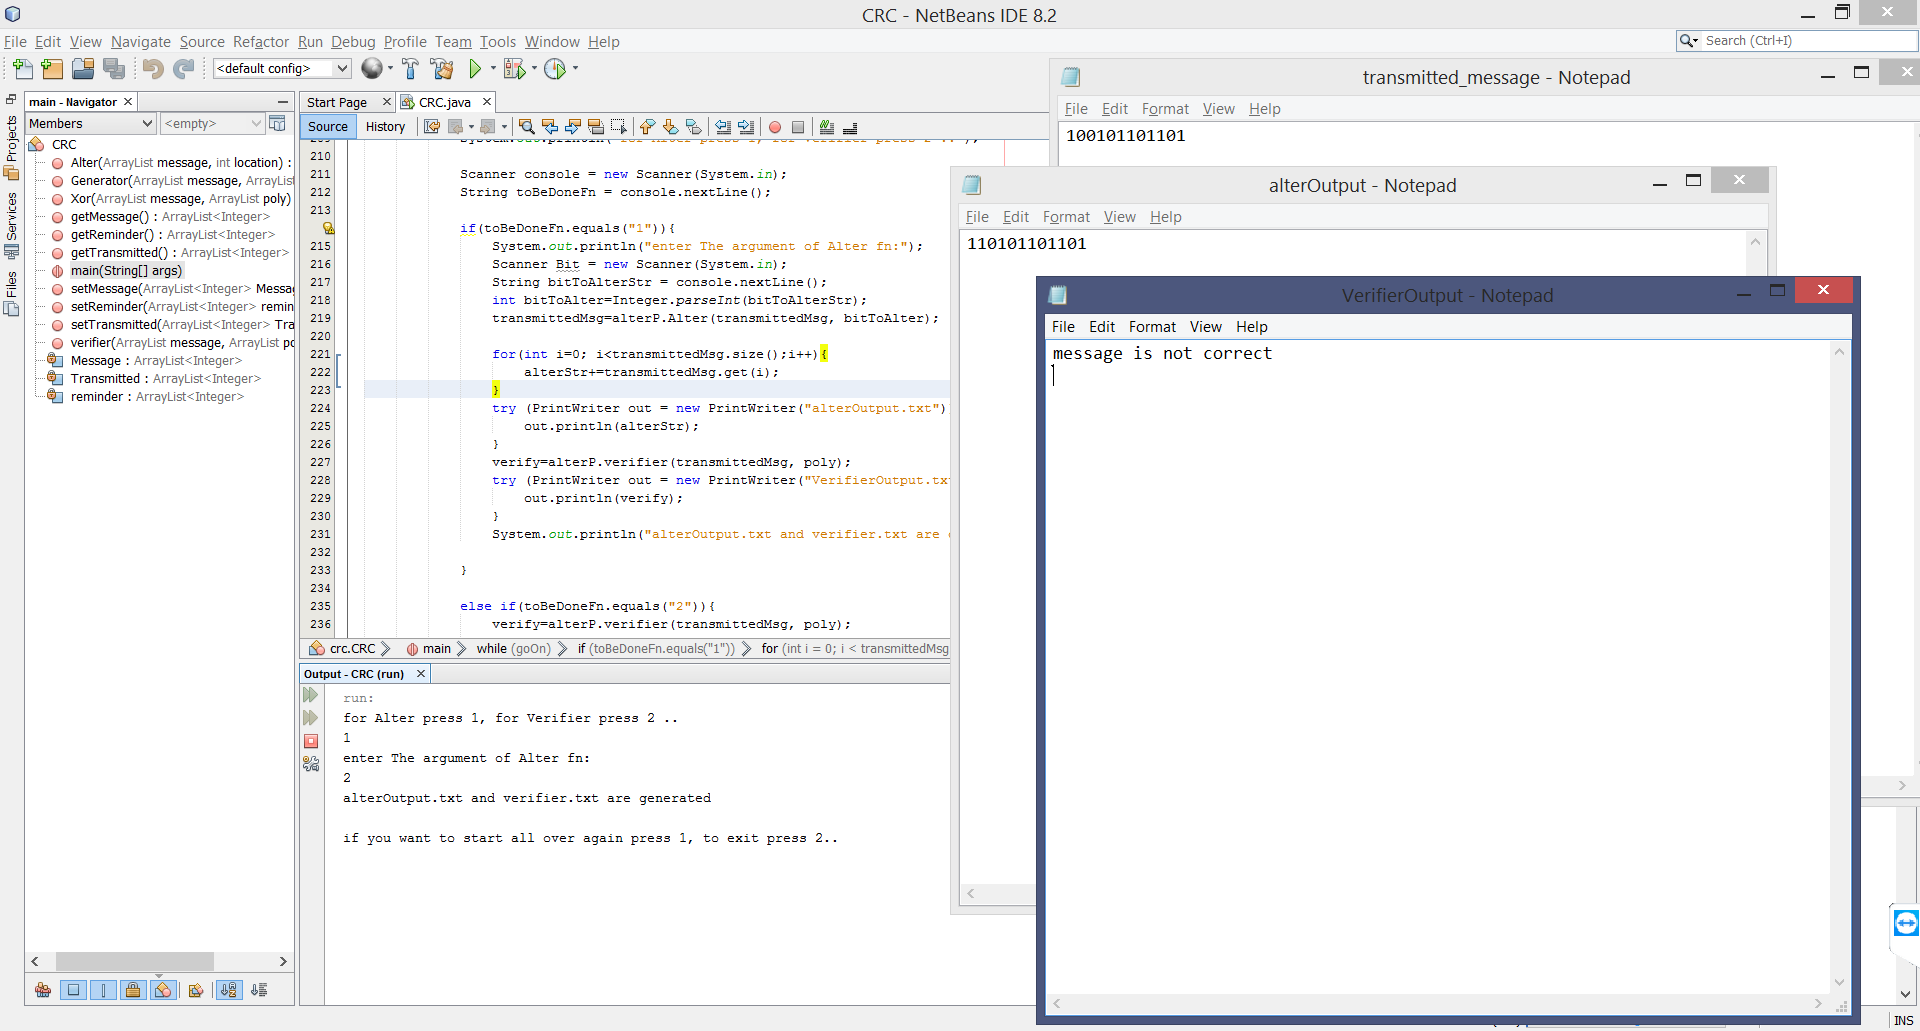 CRC - NetBeans IDE 8.2
File Edit View Navigate Source Refactor Run Debug Profile Team Tools Window Help
Search (Ctrl+I)
<default config>
main - Navigator
Members
<empty>
Projects
Services
Files
CRC
Alter(ArrayList message, int location) :
Generator(ArrayList message, ArrayList
Xor(ArrayList message, ArrayList poly)
getMessage() : ArrayList<Integer>
getReminder() : ArrayList<Integer>
getTransmitted() : ArrayList<Integer>
main(String[] args)
setMessage(ArrayList<Integer> Messa
setReminder(ArrayList<Integer> remin
setTransmitted(ArrayList<Integer> Tra
verifier(ArrayList message, ArrayList po
Message : ArrayList<Integer>
Transmitted : ArrayList<Integer>
reminder : ArrayList<Integer>
Start Page
CRC.java
Source History
210
211 Scanner console = new Scanner(System.in);
212 String toBeDoneFn = console.nextLine();
213
if(toBeDoneFn.equals("1")){
215 System.out.println("enter The argument of Alter fn:");
216 Scanner Bit = new Scanner(System.in);
217 String bitToAlterStr = console.nextLine();
218 int bitToAlter=Integer.parseInt(bitToAlterStr);
219 transmittedMsg=alterP.Alter(transmittedMsg, bitToAlter);
220
221 for(int i=0; i<transmittedMsg.size();i++){
222 alterStr+=transmittedMsg.get(i);
223 }
224 try (PrintWriter out = new PrintWriter("alterOutput.txt")
225 out.println(alterStr);
226 }
227 verify=alterP.verifier(transmittedMsg, poly);
228 try (PrintWriter out = new PrintWriter("VerifierOutput.tx
229 out.println(verify);
230 }
231 System.out.println("alterOutput.txt and verifier.txt are
232
233 }
234
235 else if(toBeDoneFn.equals("2")){
236 verify=alterP.verifier(transmittedMsg, poly);
crc.CRC main while (goOn) if (toBeDoneFn.equals("1")) for (int i = 0; i < transmittedMsg
Output - CRC (run)
run:
for Alter press 1, for Verifier press 2 ..
1
enter The argument of Alter fn:
2
alterOutput.txt and verifier.txt are generated
if you want to start all over again press 1, to exit press 2..
transmitted_message - Notepad
File Edit Format View Help
100101101101
alterOutput - Notepad
File Edit Format View Help
110101101101
VerifierOutput - Notepad
File Edit Format View Help
message is not correct
INS